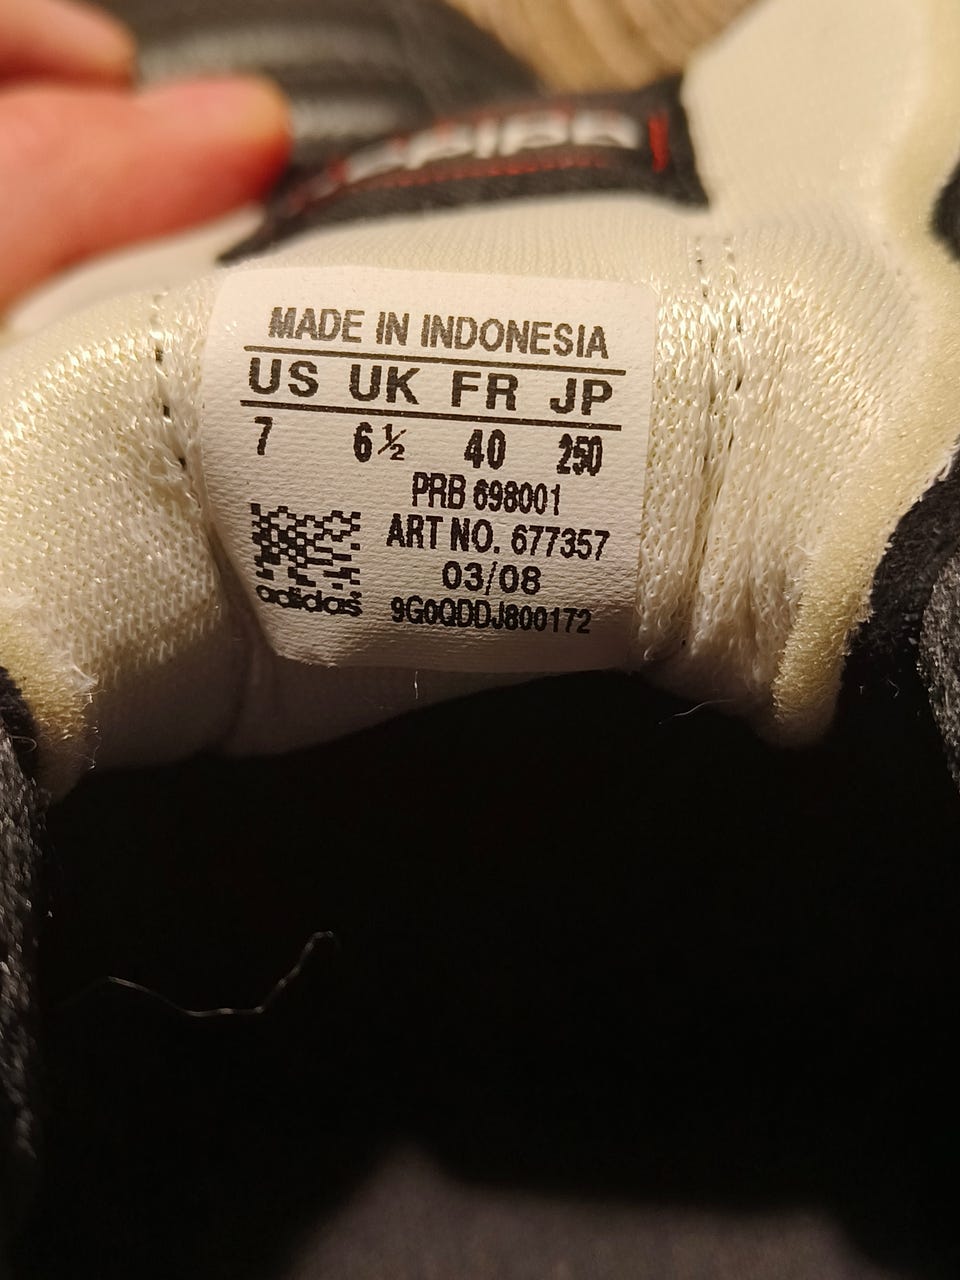 MADE IN INDONESIA
US UK FR JP
7 6½ 40 250
PRB 698001
ART NO. 677357
03/08
adidas 9G0QDDJ800172